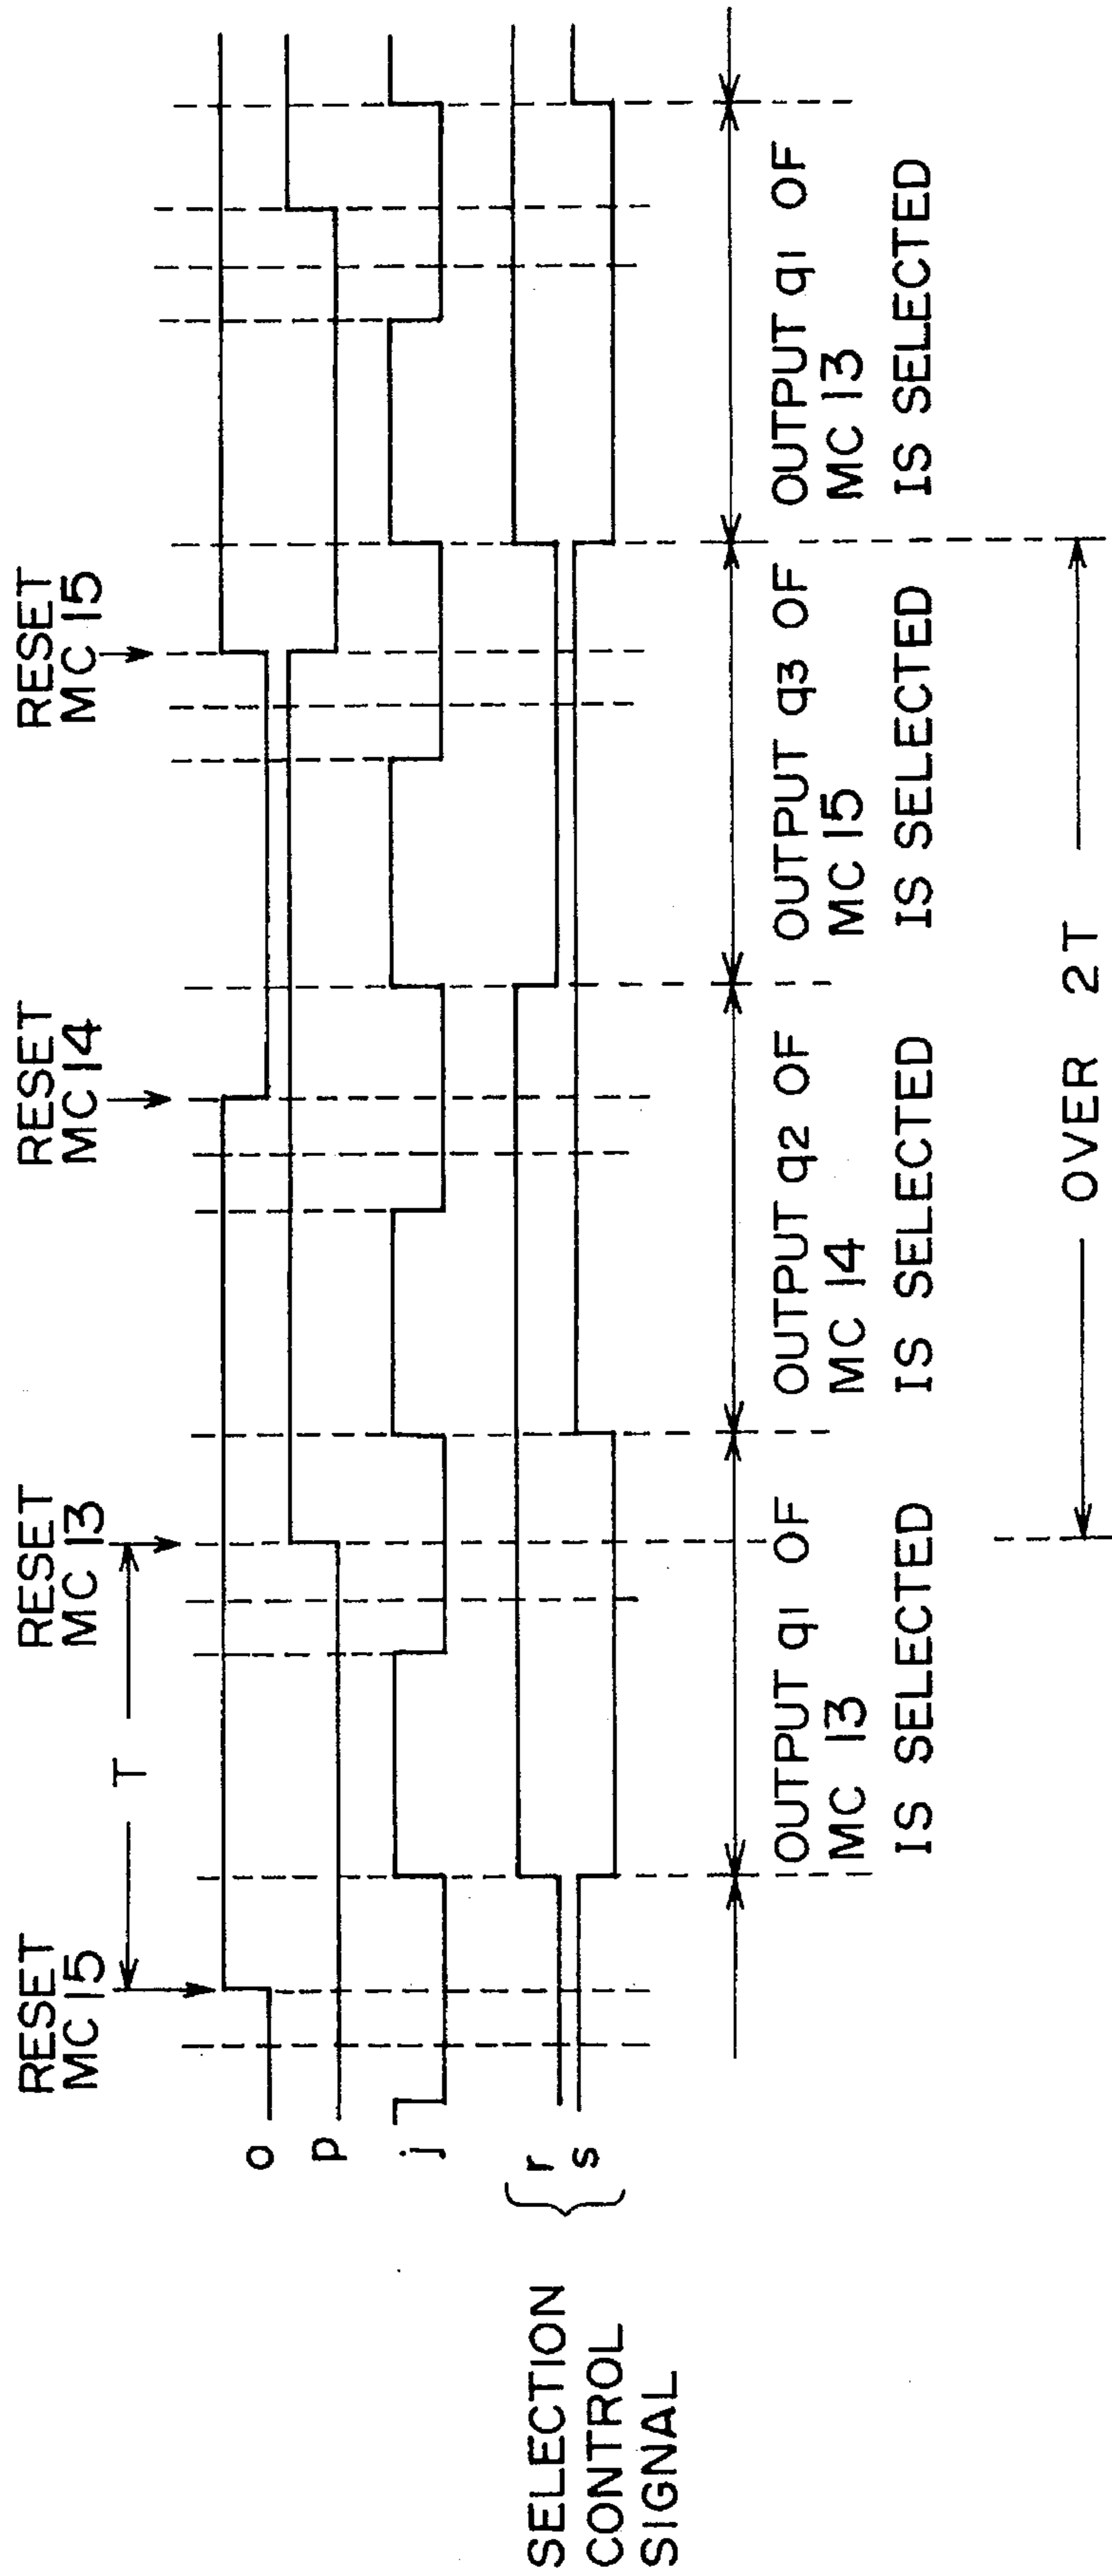 RESET
MC 15
RESET
MC 13
RESET
MC 14
RESET
MC 15
T
o
p
j
SELECTION
CONTROL
SIGNAL
r
s
OUTPUT q1 OF
MC 13
IS SELECTED
OUTPUT q2 OF
MC 14
IS SELECTED
OUTPUT q3 OF
MC 15
IS SELECTED
OUTPUT q1 OF
MC 13
IS SELECTED
OVER 2T